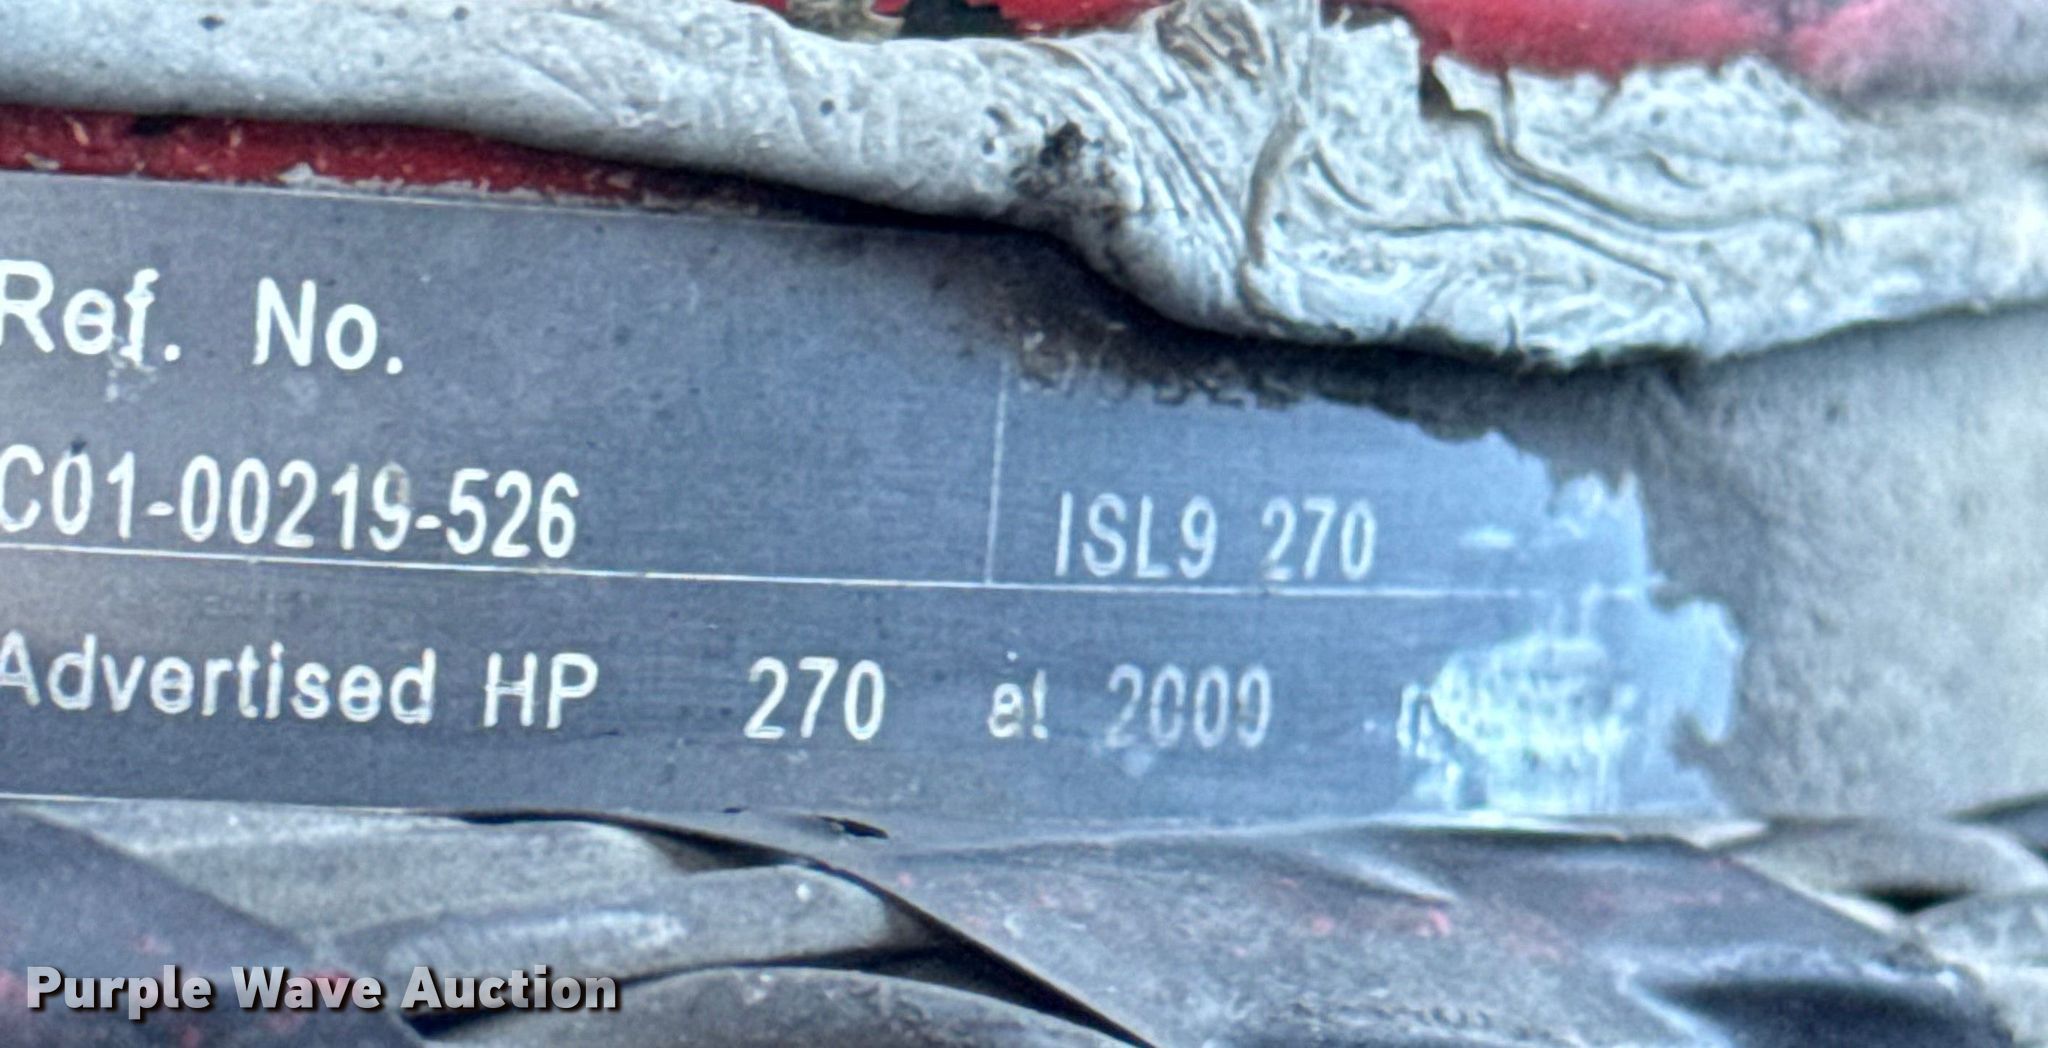 Ref. No.
C01-00219-526 ISL9 270
Advertised HP 270 at 2000
Purple Wave Auction